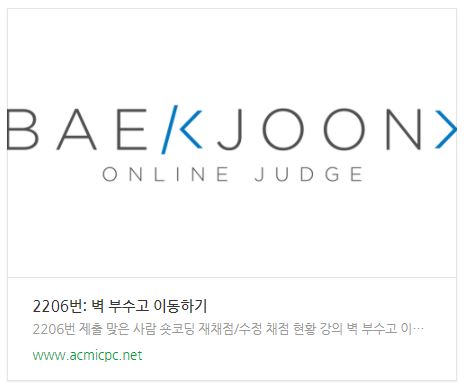 BAEKJOON
ONLINE JUDGE
2206번: 벽 부수고 이동하기
2206번 제출 맞은 사람 숏코딩 재채점/수정 채점 현황 강의 벽 부수고 이···
www.acmicpc.net